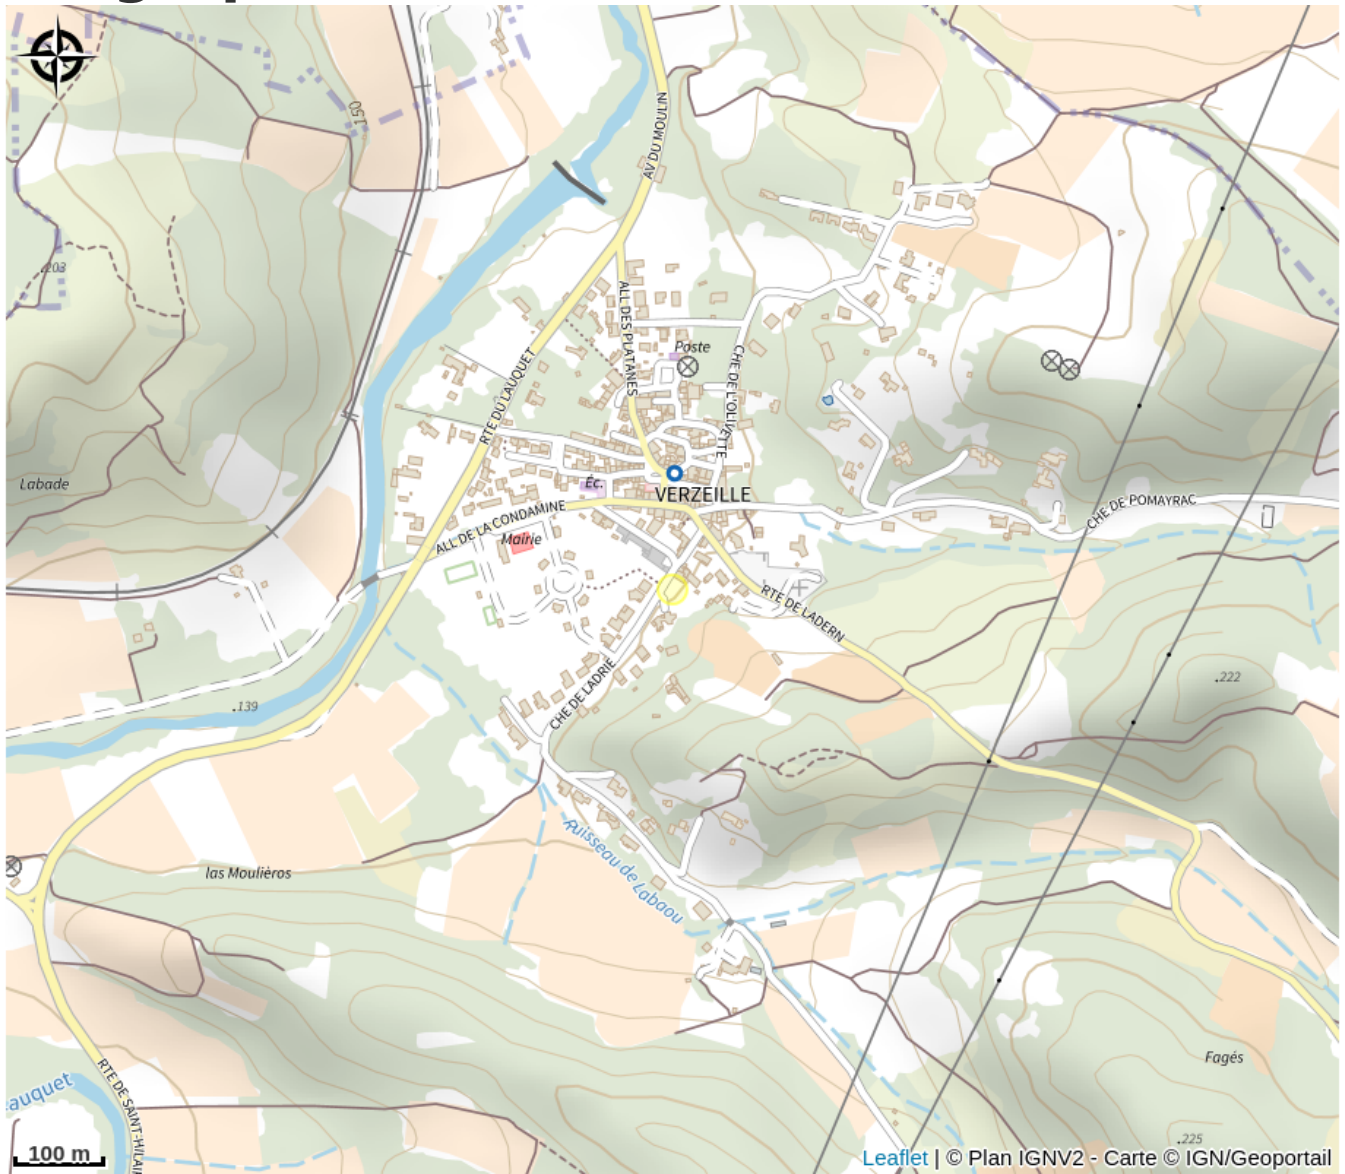 150
AV DU MOULIN
203
ALL DES PLATANES
Poste
CHE DE L'OLIVETTE
RTE DU LAUQUET
Labade
Éc.
VERZEILLE
CHE DE POMAYRAC
ALL DE LA CONDAMINE
Mairie
RTE DE LADERN
CHE DE LADRIE
.222
.139
Ruisseau de Labaou
las Moulièros
Fagés
RTE DE SAINT-HILAI
auquet
.225
100 m
Leaflet | © Plan IGNV2 - Carte © IGN/Geoportail